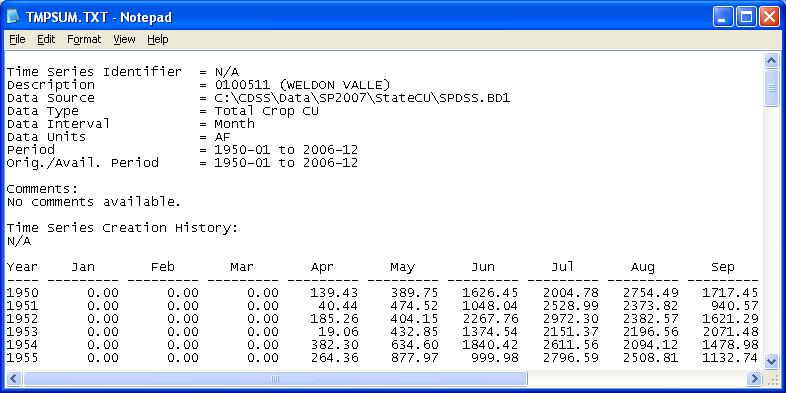 TMPSUM.TXT - Notepad
File Edit Format View Help
Time Series Identifier = N/A
Description = 0100511 (WELDON VALLE)
Data Source = C:\CDSS\Data\SP2007\StateCU\SPDSS.BD1
Data Type = Total Crop CU
Data Interval = Month
Data Units = AF
Period = 1950-01 to 2006-12
Orig./Avail. Period = 1950-01 to 2006-12
Comments:
No comments available.
Time Series Creation History:
N/A
Year Jan Feb Mar Apr May Jun Jul Aug Sep
---- --------- --------- --------- --------- --------- --------- --------- --------- ---------
1950 0.00 0.00 0.00 139.43 389.75 1626.45 2004.78 2754.49 1717.45
1951 0.00 0.00 0.00 40.44 474.52 1048.04 2528.99 2373.82 940.57
1952 0.00 0.00 0.00 185.26 404.15 2267.76 2972.30 2382.57 1621.29
1953 0.00 0.00 0.00 19.06 432.85 1374.54 2151.37 2196.56 2071.48
1954 0.00 0.00 0.00 382.30 634.60 1840.42 2611.56 2094.12 1478.98
1955 0.00 0.00 0.00 264.36 877.97 999.98 2796.59 2508.81 1132.74